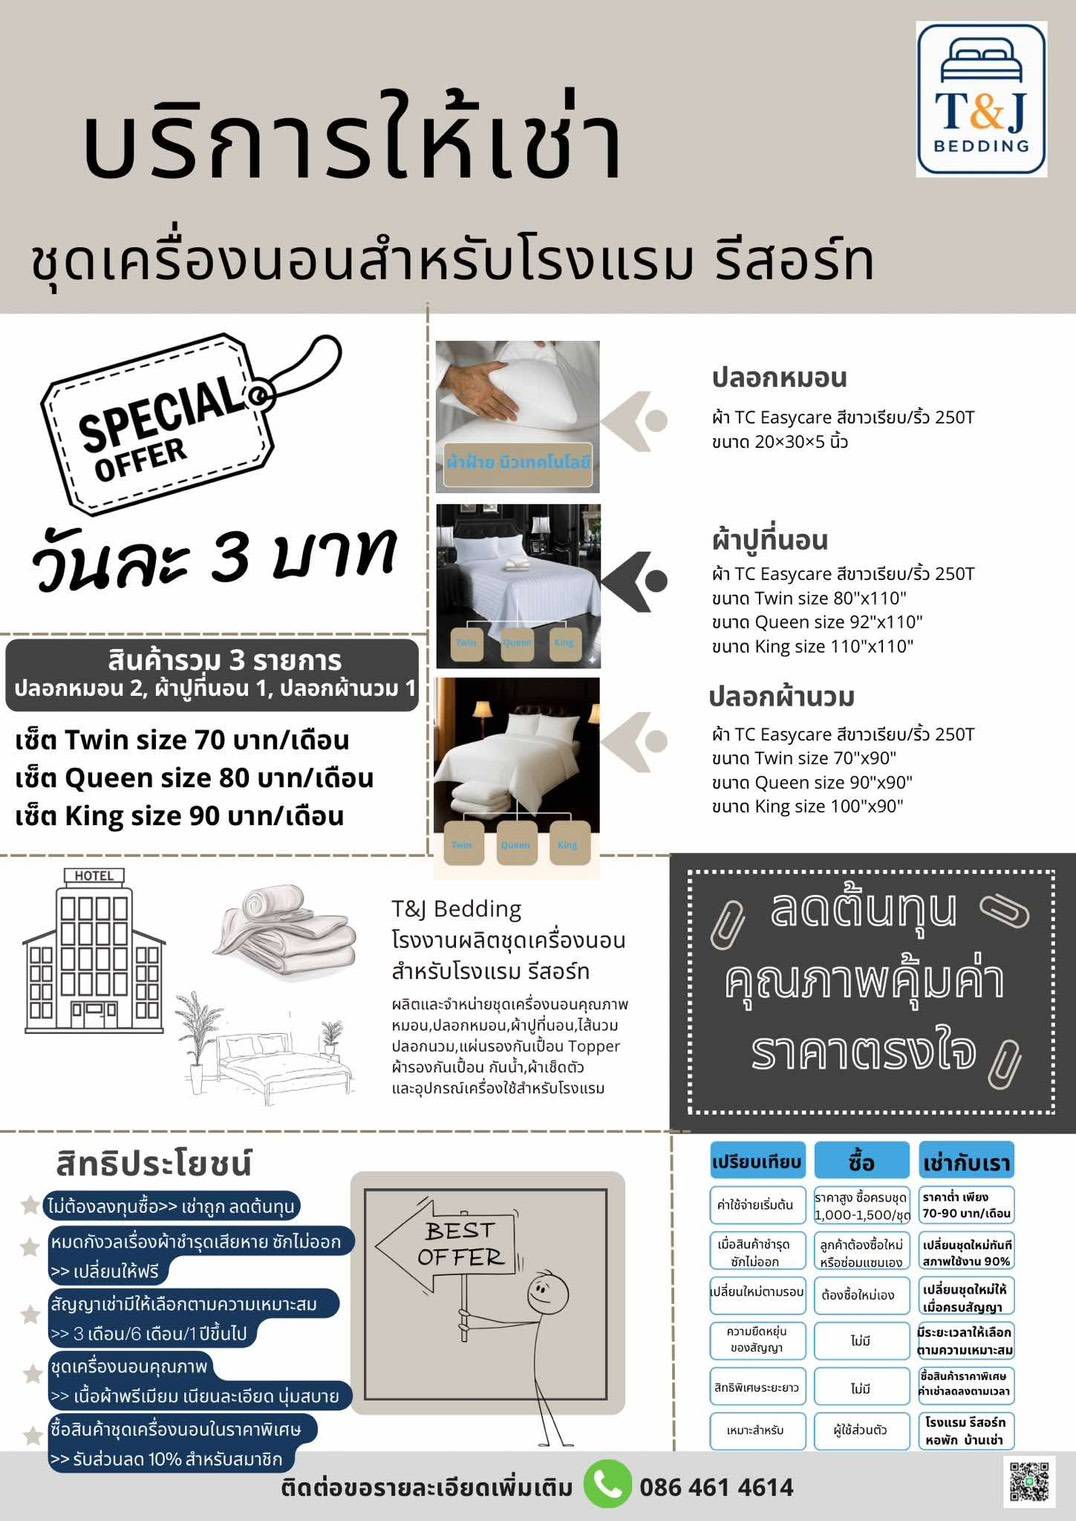 T&J
BEDDING
บริการให้เช่า
ชุดเครื่องนอนสำหรับโรงแรม รีสอร์ท
SPECIAL
OFFER
วันละ 3 บาท
สินค้ารวม 3 รายการ
ปลอกหมอน 2, ผ้าปูที่นอน 1, ปลอกผ้านวม 1
เซ็ต Twin size 70 บาท/เดือน
เซ็ต Queen size 80 บาท/เดือน
เซ็ต King size 90 บาท/เดือน
ผ้าฝ้าย นิวเทคโนโลยี
ปลอกหมอน
ผ้า TC Easycare สีขาวเรียบ/ริ้ว 250T
ขนาด 20×30×5 นิ้ว
Twin Queen King
ผ้าปูที่นอน
ผ้า TC Easycare สีขาวเรียบ/ริ้ว 250T
ขนาด Twin size 80"x110"
ขนาด Queen size 92"x110"
ขนาด King size 110"x110"
Twin Queen King
ปลอกผ้านวม
ผ้า TC Easycare สีขาวเรียบ/ริ้ว 250T
ขนาด Twin size 70"x90"
ขนาด Queen size 90"x90"
ขนาด King size 100"x90"
HOTEL
T&J Bedding
โรงงานผลิตชุดเครื่องนอน
สำหรับโรงแรม รีสอร์ท
ผลิตและจำหน่ายชุดเครื่องนอนคุณภาพ
หมอน,ปลอกหมอน,ผ้าปูที่นอน,ไส้นวม
ปลอกนวม,แผ่นรองกันเปื้อน Topper
ผ้ารองกันเปื้อน กันน้ำ,ผ้าเช็ดตัว
และอุปกรณ์เครื่องใช้สำหรับโรงแรม
ลดต้นทุน
คุณภาพคุ้มค่า
ราคาตรงใจ
สิทธิประโยชน์
ไม่ต้องลงทุนซื้อ>> เช่าถูก ลดต้นทุน
หมดกังวลเรื่องผ้าชำรุดเสียหาย ซักไม่ออก
>> เปลี่ยนให้ฟรี
สัญญาเช่ามีให้เลือกตามความเหมาะสม
>> 3 เดือน/6 เดือน/1 ปีขึ้นไป
ชุดเครื่องนอนคุณภาพ
>> เนื้อผ้าพรีเมียม เนียนละเอียด นุ่มสบาย
ซื้อสินค้าชุดเครื่องนอนในราคาพิเศษ
>> รับส่วนลด 10% สำหรับสมาชิก
BEST
OFFER
เปรียบเทียบ ซื้อ เช่ากับเรา
ค่าใช้จ่ายเริ่มต้น
ราคาสูง ซื้อครบชุด
1,000-1,500/ชุด
ราคาต่ำ เพียง
70-90 บาท/เดือน
เมื่อสินค้าชำรุด
ซักไม่ออก
ลูกค้าต้องซื้อใหม่
หรือซ่อมแซมเอง
เปลี่ยนชุดใหม่ทันที
สภาพใช้งาน 90%
เปลี่ยนใหม่ตามรอบ
ต้องซื้อใหม่เอง
เปลี่ยนชุดใหม่ให้
เมื่อครบสัญญา
ความยืดหยุ่น
ของสัญญา
ไม่มี
มีระยะเวลาให้เลือก
ตามความเหมาะสม
สิทธิพิเศษระยะยาว
ไม่มี
ซื้อสินค้าราคาพิเศษ
ค่าเช่าลดลงตามเวลา
เหมาะสำหรับ
ผู้ใช้ส่วนตัว
โรงแรม รีสอร์ท
หอพัก บ้านเช่า
ติดต่อขอรายละเอียดเพิ่มเติม 086 461 4614